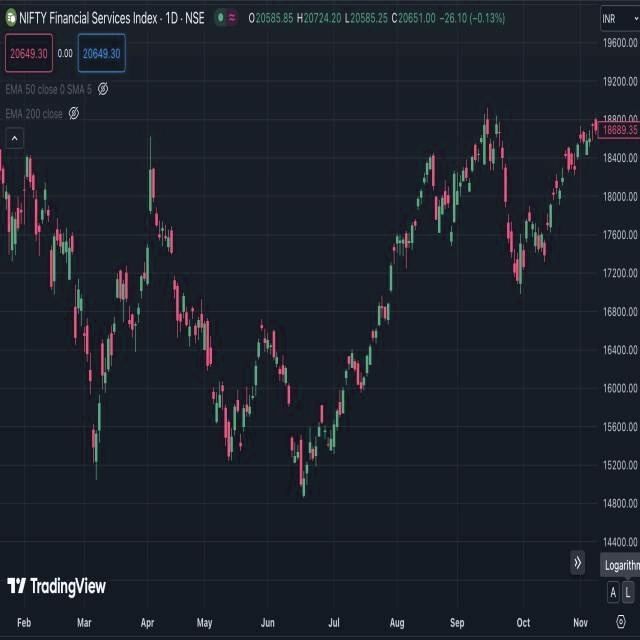 NIFTY Financial Services Index · 1D · NSE O20585.85 H20724.20 L20585.25 C20651.00 −26.10 (−0.13%) INR
20649.30 0.00 20649.30
EMA 50 close 0 SMA 5
EMA 200 close
19600.00
19200.00
18800.00
18689.35
18400.00
18000.00
17600.00
17200.00
16800.00
16400.00
16000.00
15600.00
15200.00
14800.00
14400.00
Logarithm
TradingView
A L
Feb Mar Apr May Jun Jul Aug Sep Oct Nov